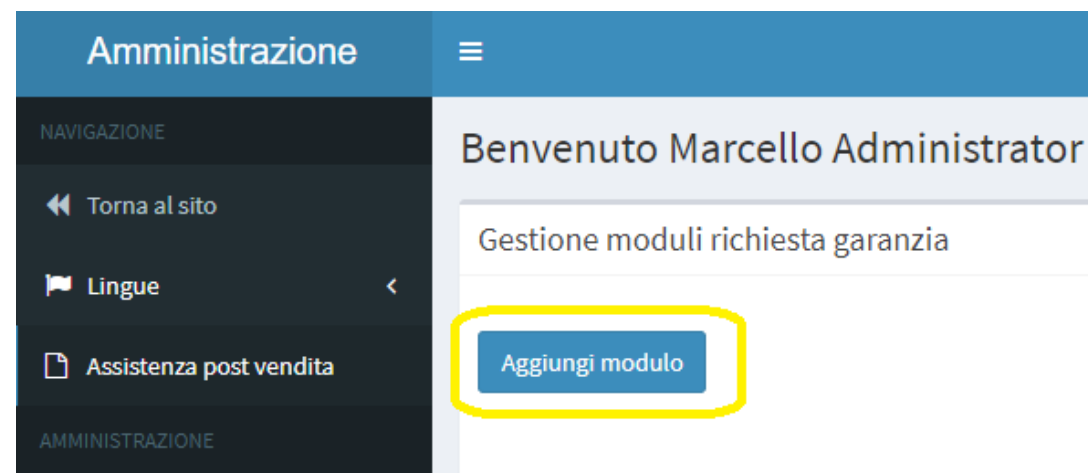 Amministrazione
NAVIGAZIONE
Torna al sito
Lingue
Assistenza post vendita
AMMINISTRAZIONE
Benvenuto Marcello Administrator
Gestione moduli richiesta garanzia
Aggiungi modulo